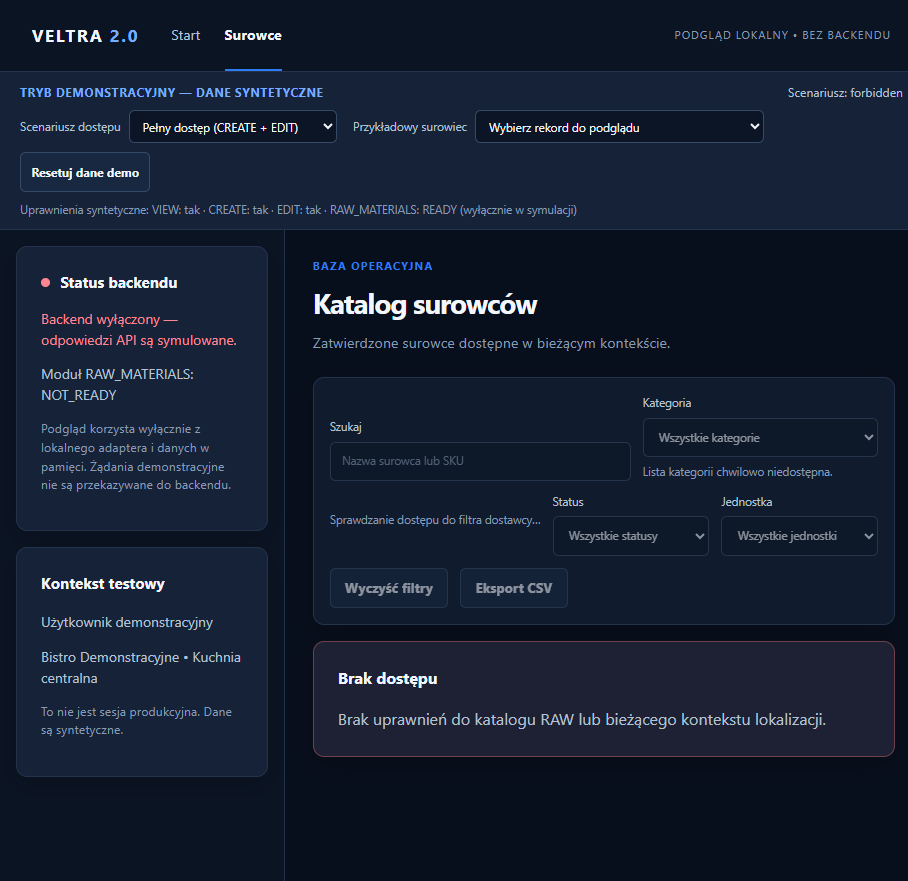 VELTRA 2.0
Start
Surowce
PODGLĄD LOKALNY • BEZ BACKENDU
TRYB DEMONSTRACYJNY — DANE SYNTETYCZNE
Scenariusz: forbidden
Scenariusz dostępu
Pełny dostęp (CREATE + EDIT)
Przykładowy surowiec
Wybierz rekord do podglądu
Resetuj dane demo
Uprawnienia syntetyczne: VIEW: tak · CREATE: tak · EDIT: tak · RAW_MATERIALS: READY (wyłącznie w symulacji)
Status backendu
Backend wyłączony —
odpowiedzi API są symulowane.
Moduł RAW_MATERIALS:
NOT_READY
Podgląd korzysta wyłącznie z
lokalnego adaptera i danych w
pamięci. Żądania demonstracyjne
nie są przekazywane do backendu.
Kontekst testowy
Użytkownik demonstracyjny
Bistro Demonstracyjne • Kuchnia
centralna
To nie jest sesja produkcyjna. Dane
są syntetyczne.
BAZA OPERACYJNA
Katalog surowców
Zatwierdzone surowce dostępne w bieżącym kontekście.
Szukaj
Nazwa surowca lub SKU
Kategoria
Wszystkie kategorie
Lista kategorii chwilowo niedostępna.
Sprawdzanie dostępu do filtra dostawcy...
Status
Wszystkie statusy
Jednostka
Wszystkie jednostki
Wyczyść filtry
Eksport CSV
Brak dostępu
Brak uprawnień do katalogu RAW lub bieżącego kontekstu lokalizacji.